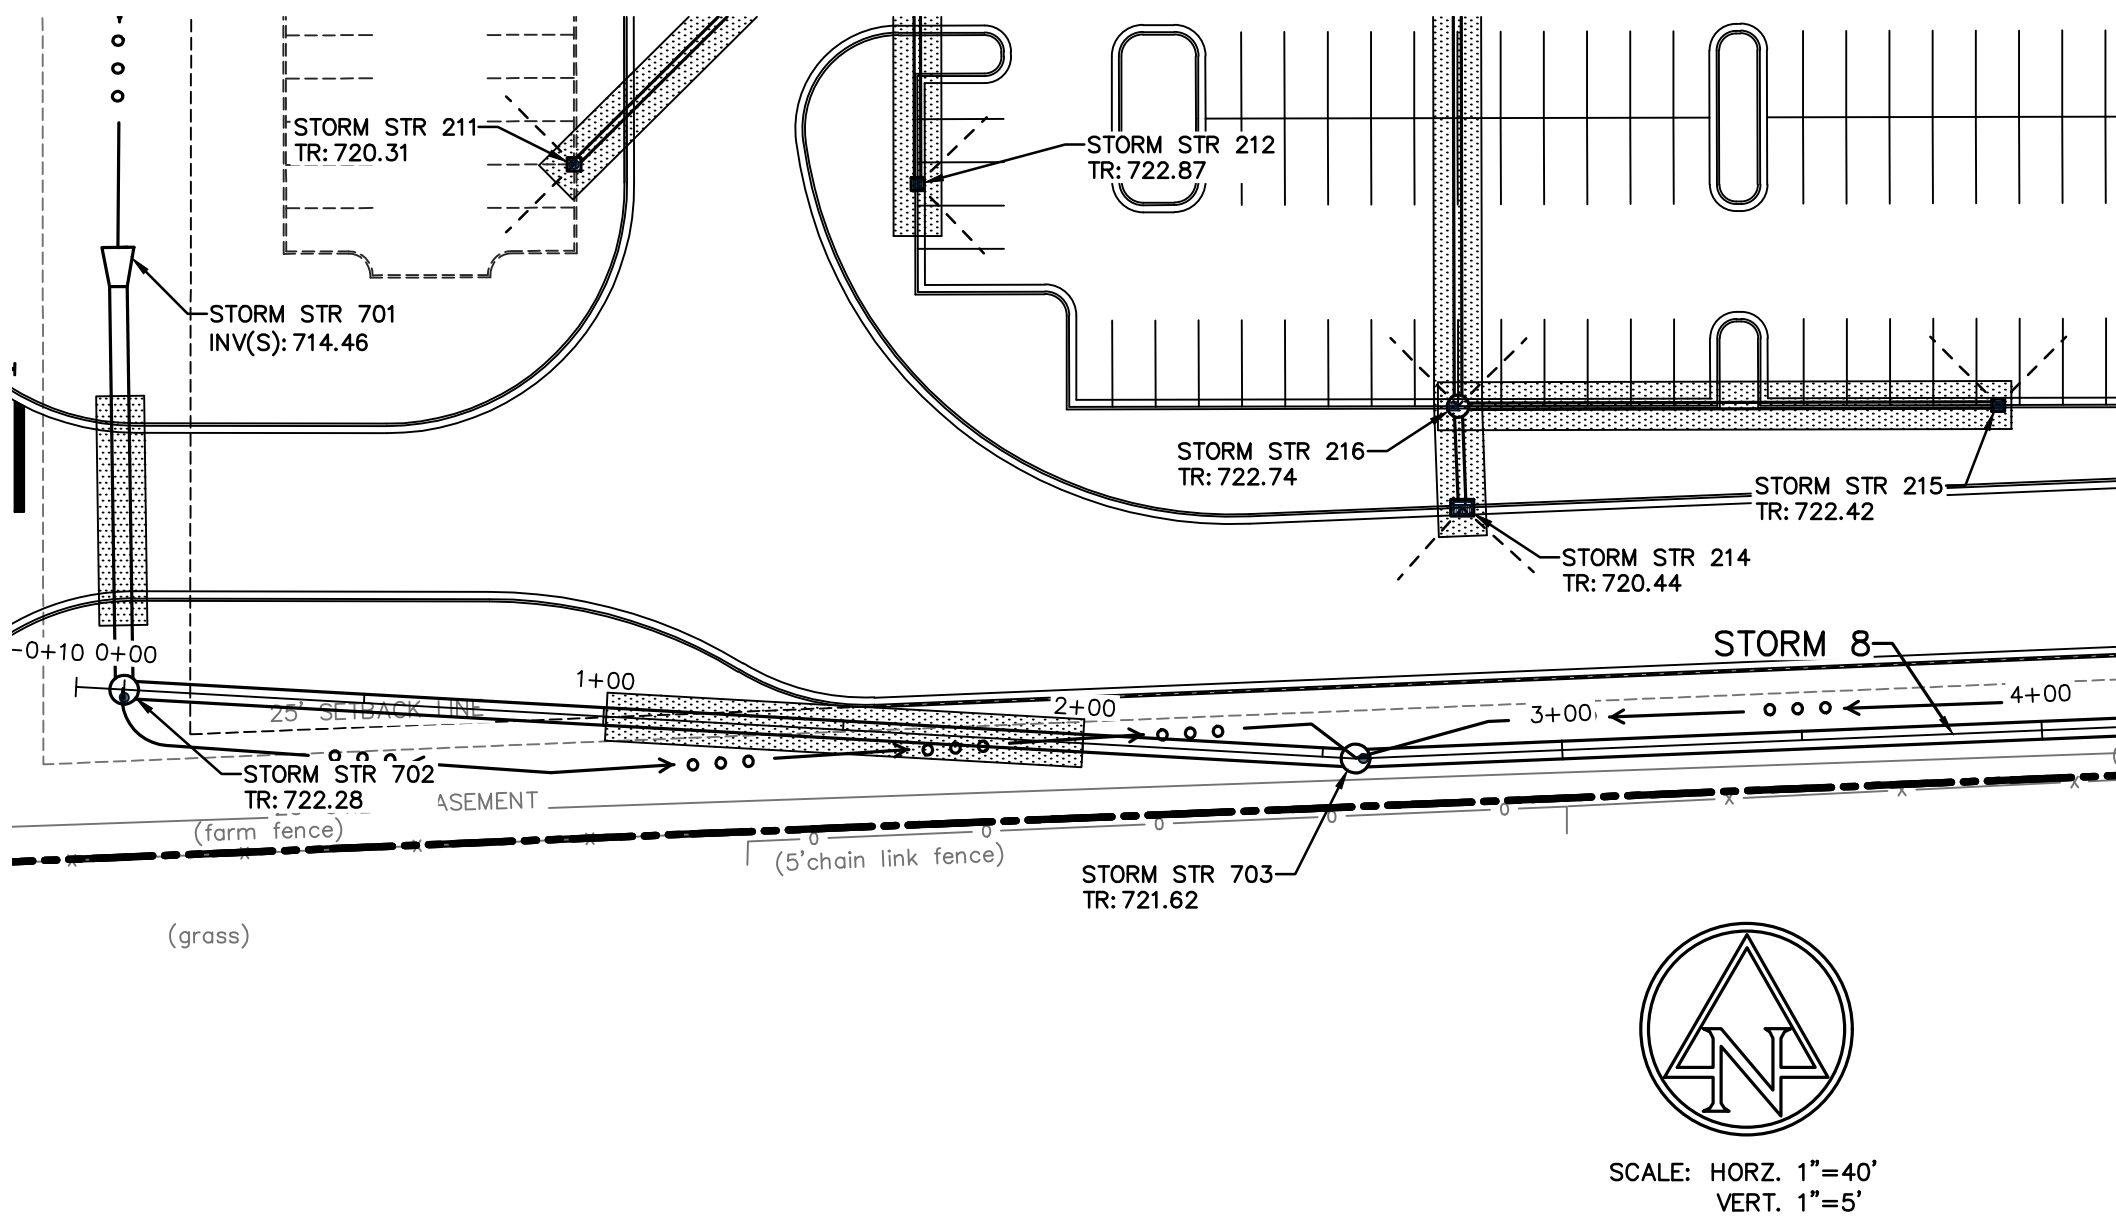 STORM STR 211
TR: 720.31
STORM STR 212
TR: 722.87
STORM STR 701
INV(S): 714.46
STORM STR 216
TR: 722.74
STORM STR 215
TR: 722.42
STORM STR 214
TR: 720.44
STORM 8
-0+10 0+00
1+00
2+00
3+00
4+00
25' SETBACK LINE
STORM STR 702
TR: 722.28
ASEMENT
(farm fence)
(5'chain link fence)
STORM STR 703
TR: 721.62
(grass)
N
SCALE: HORZ. 1"=40'
VERT. 1"=5'